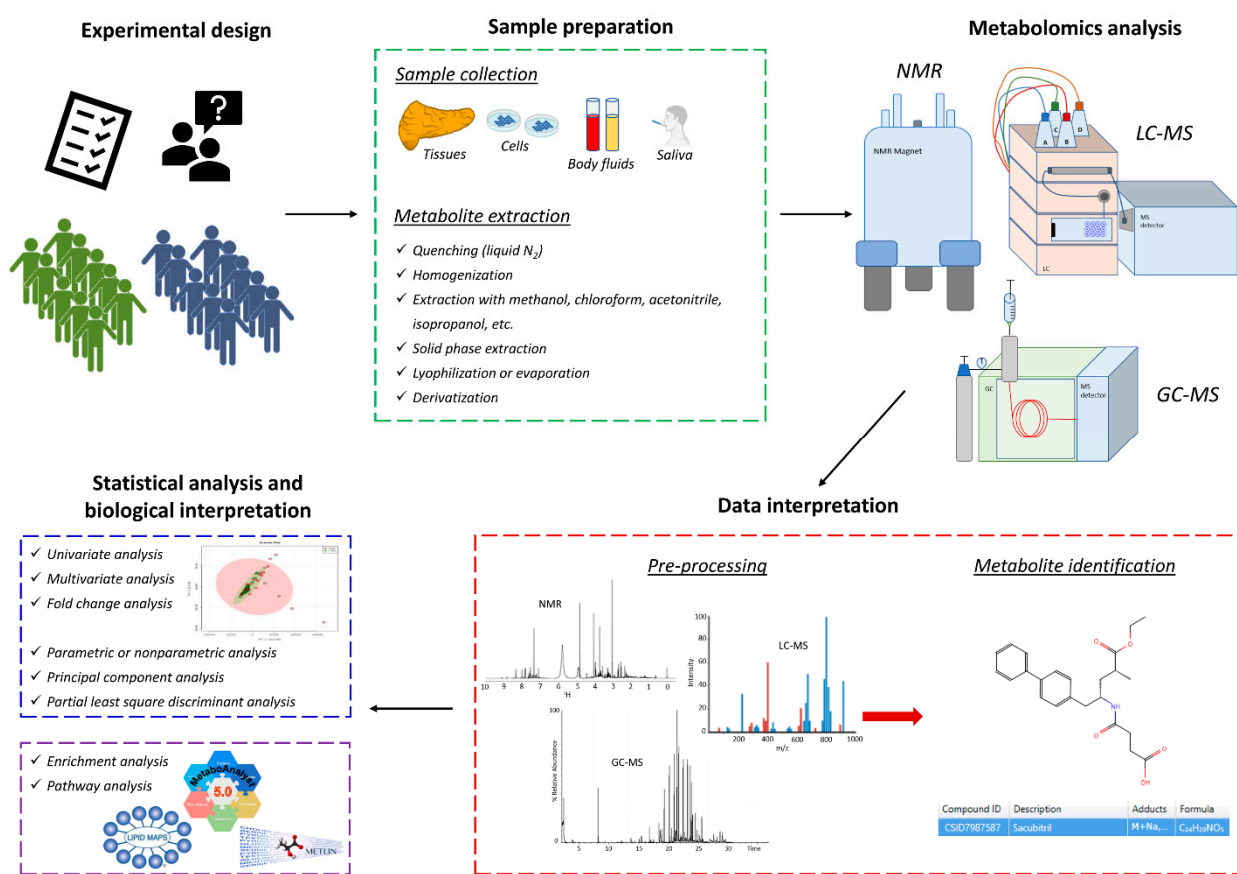 Experimental design
Sample preparation
Sample collection
Tissues
Cells
Body fluids
Saliva
Metabolite extraction
✓ Quenching (liquid N₂)
✓ Homogenization
✓ Extraction with methanol, chloroform, acetonitrile,
isopropanol, etc.
✓ Solid phase extraction
✓ Lyophilization or evaporation
✓ Derivatization
Metabolomics analysis
NMR
NMR Magnet
LC-MS
A
C
B
D
MS
detector
LC
GC-MS
GC
MS
detector
Data interpretation
Pre-processing
NMR
10 9 8 7 6 5 4 3 2 1 0
¹H
LC-MS
Intensity
100
80
60
40
20
0
200 400 600 800 1000
m/z
GC-MS
% Relative Abundance
100
0
5 10 15 20 25 30 Time
Metabolite identification
O
O
NH
O
O
OH
Compound ID Description Adducts Formula
CSID7987587 Sacubitril M+Na,... C₂₄H₂₉NO₅
Statistical analysis and
biological interpretation
✓ Univariate analysis
✓ Multivariate analysis
✓ Fold change analysis
✓ Parametric or nonparametric analysis
✓ Principal component analysis
✓ Partial least square discriminant analysis
✓ Enrichment analysis
✓ Pathway analysis
MetaboAnalyst
5.0
LIPID MAPS
METLIN